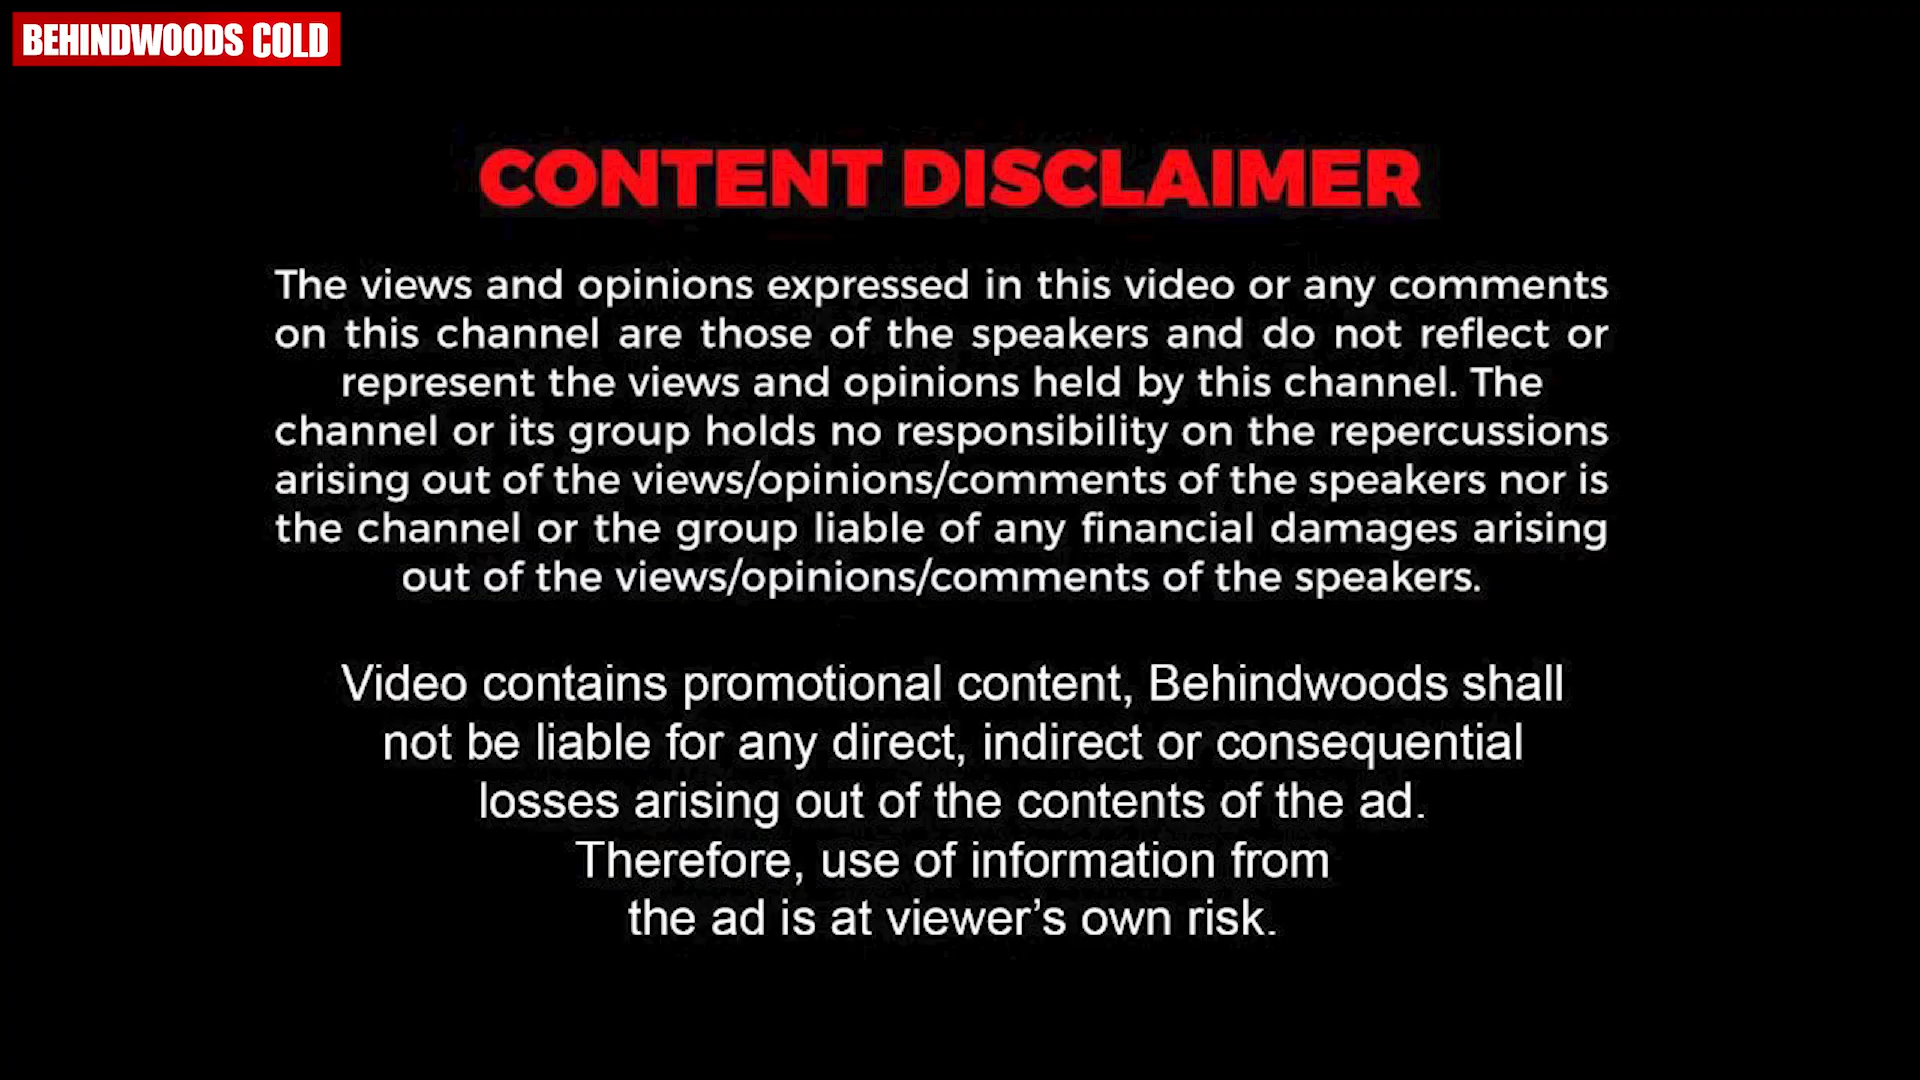 BEHINDWOODS COLD
CONTENT DISCLAIMER
The views and opinions expressed in this video or any comments
on this channel are those of the speakers and do not reflect or
represent the views and opinions held by this channel. The
channel or its group holds no responsibility on the repercussions
arising out of the views/opinions/comments of the speakers nor is
the channel or the group liable of any financial damages arising
out of the views/opinions/comments of the speakers.
Video contains promotional content, Behindwoods shall
not be liable for any direct, indirect or consequential
losses arising out of the contents of the ad.
Therefore, use of information from
the ad is at viewer’s own risk.